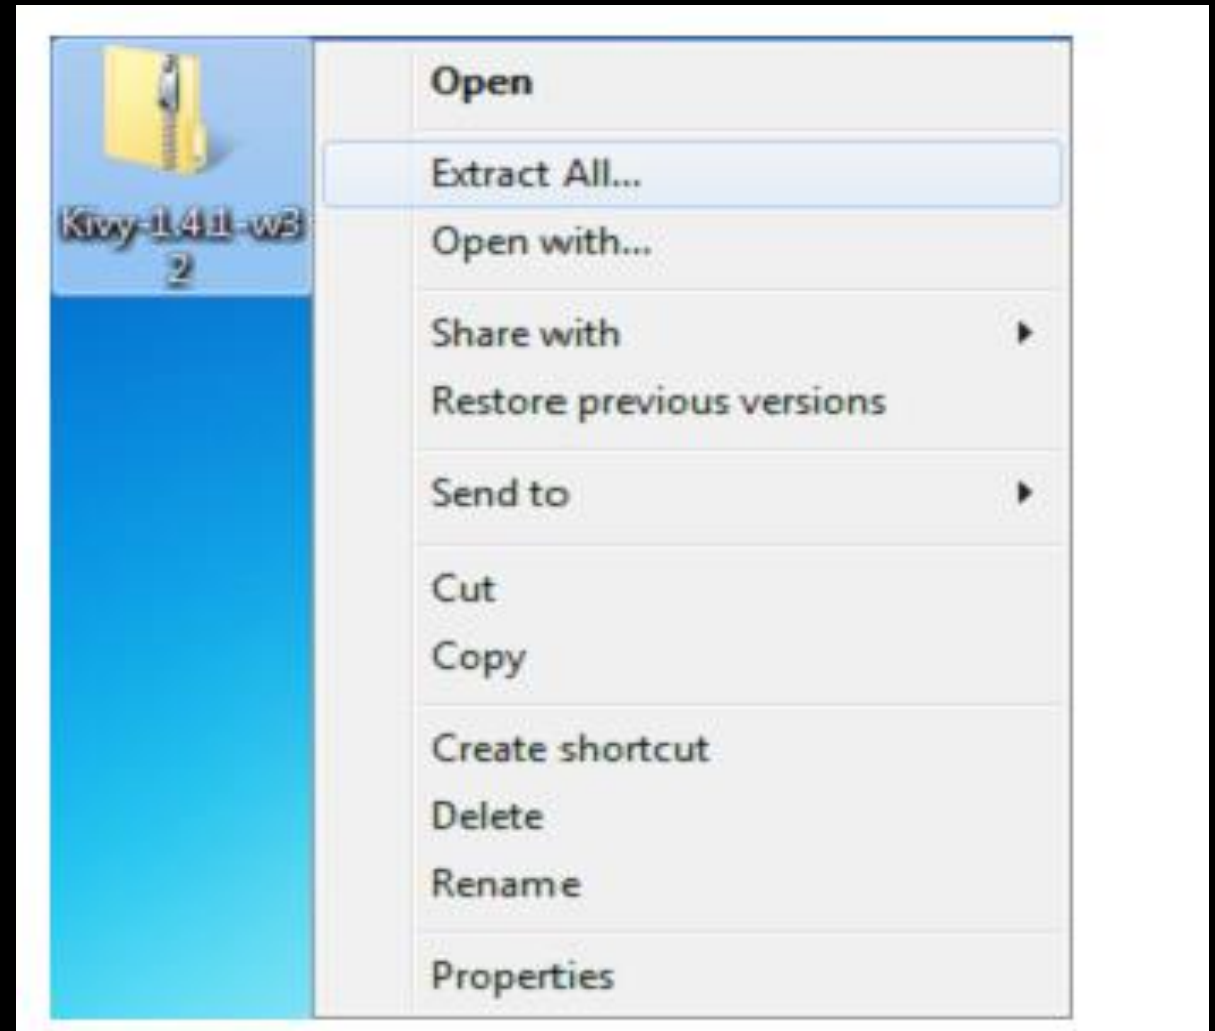 Open
Extract All...
Kivy-1.4.1-w3
2
Open with...
Share with
Restore previous versions
Send to
Cut
Copy
Create shortcut
Delete
Rename
Properties